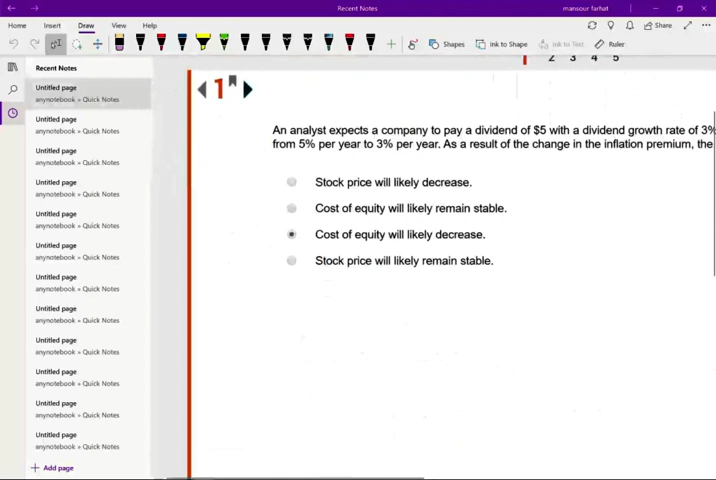 Recent Notes
mansour farhat
Home Insert Draw View Help
Share
Shapes
Ink to Shape
Ink to Text
Ruler
Recent Notes
Untitled page
anynotebook » Quick Notes
Untitled page
anynotebook » Quick Notes
Untitled page
anynotebook » Quick Notes
Untitled page
anynotebook » Quick Notes
Untitled page
anynotebook » Quick Notes
Untitled page
anynotebook » Quick Notes
Untitled page
anynotebook » Quick Notes
Untitled page
anynotebook » Quick Notes
Untitled page
anynotebook » Quick Notes
Untitled page
anynotebook » Quick Notes
Untitled page
anynotebook » Quick Notes
Untitled page
anynotebook » Quick Notes
Add page
2 3 4 5
1
An analyst expects a company to pay a dividend of $5 with a dividend growth rate of 3%
from 5% per year to 3% per year. As a result of the change in the inflation premium, the
Stock price will likely decrease.
Cost of equity will likely remain stable.
Cost of equity will likely decrease.
Stock price will likely remain stable.